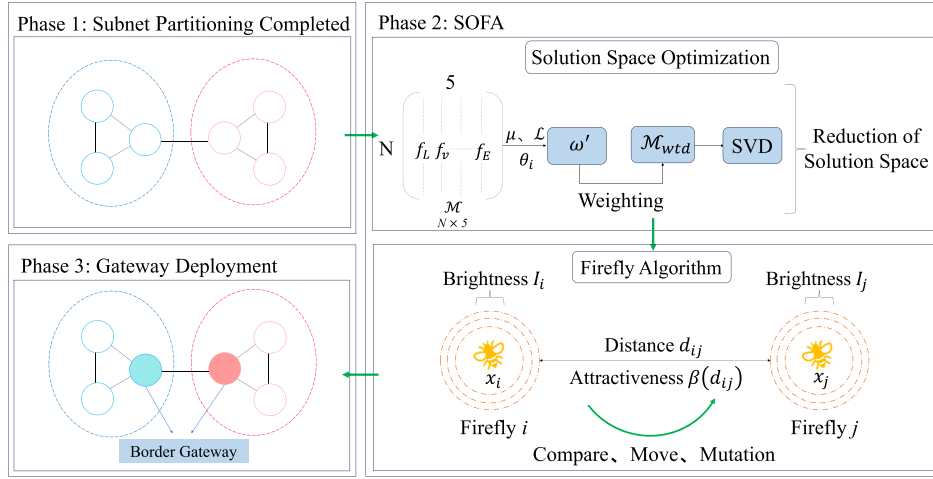 Phase 1: Subnet Partitioning Completed
Phase 2: SOFA
Solution Space Optimization
5
N
f_L f_v f_E
ℳ
N × 5
μ、ℒ
θ_i
ω′
ℳ_wtd
SVD
Weighting
Reduction of
Solution Space
Phase 3: Gateway Deployment
Border Gateway
Firefly Algorithm
Brightness I_i
Brightness I_j
Distance d_ij
Attractiveness β(d_ij)
x_i
x_j
Firefly i
Firefly j
Compare、Move、Mutation